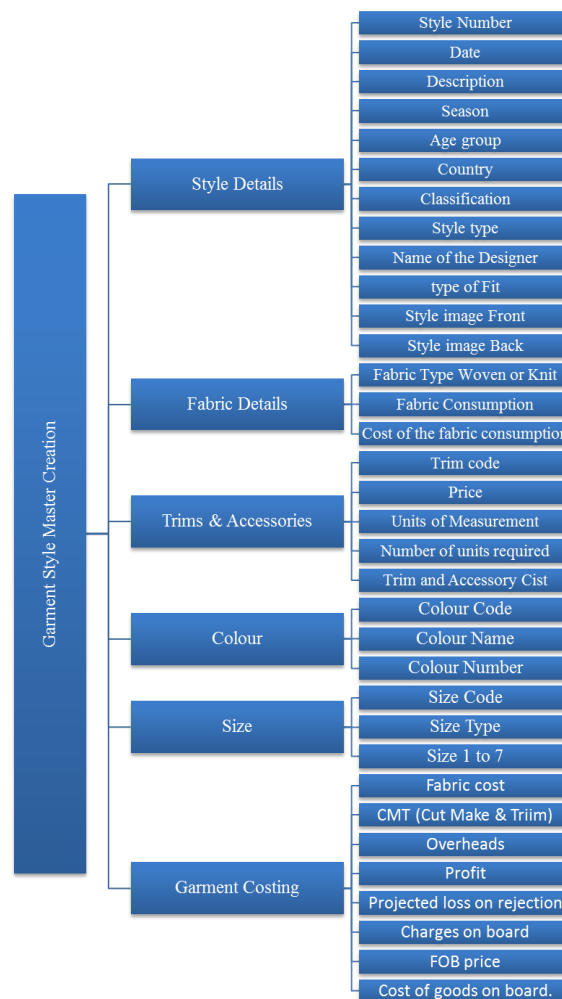 Garment Style Master Creation
Style Details
Style Number
Date
Description
Season
Age group
Country
Classification
Style type
Name of the Designer
type of Fit
Style image Front
Style image Back
Fabric Details
Fabric Type Woven or Knit
Fabric Consumption
Cost of the fabric consumption
Trims & Accessories
Trim code
Price
Units of Measurement
Number of units required
Trim and Accessory Cist
Colour
Colour Code
Colour Name
Colour Number
Size
Size Code
Size Type
Size 1 to 7
Garment Costing
Fabric cost
CMT (Cut Make & Triim)
Overheads
Profit
Projected loss on rejection
Charges on board
FOB price
Cost of goods on board.